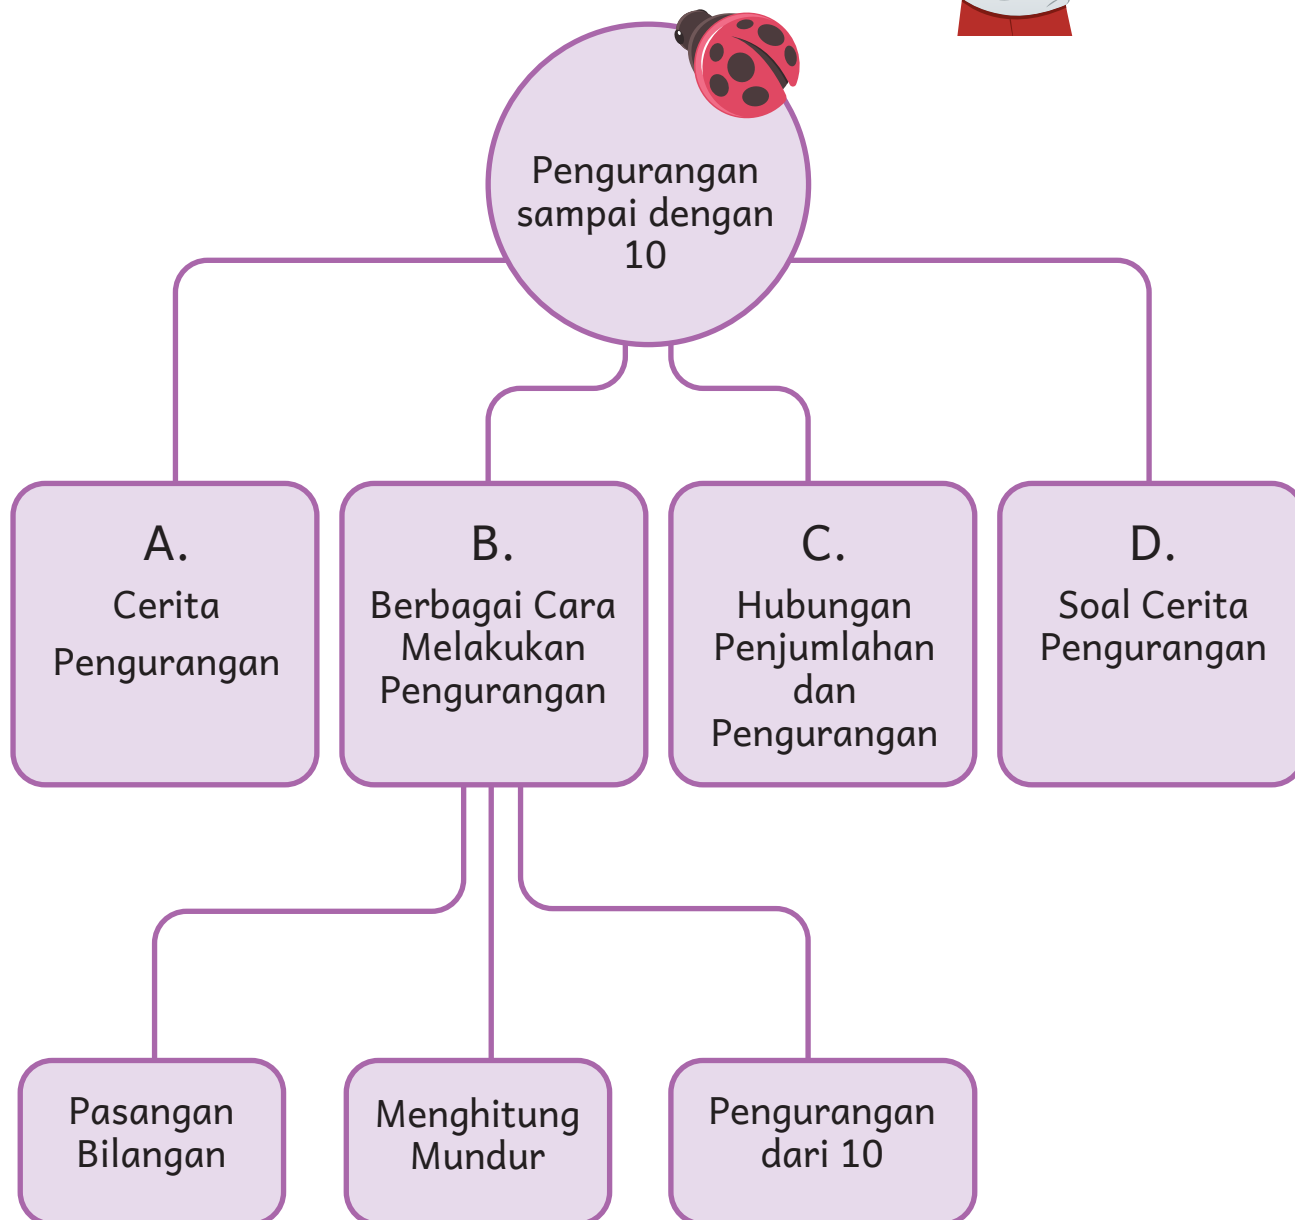 Pengurangan
sampai dengan
10
A.
Cerita
Pengurangan
B.
Berbagai Cara
Melakukan
Pengurangan
C.
Hubungan
Penjumlahan
dan
Pengurangan
D.
Soal Cerita
Pengurangan
Pasangan
Bilangan
Menghitung
Mundur
Pengurangan
dari 10